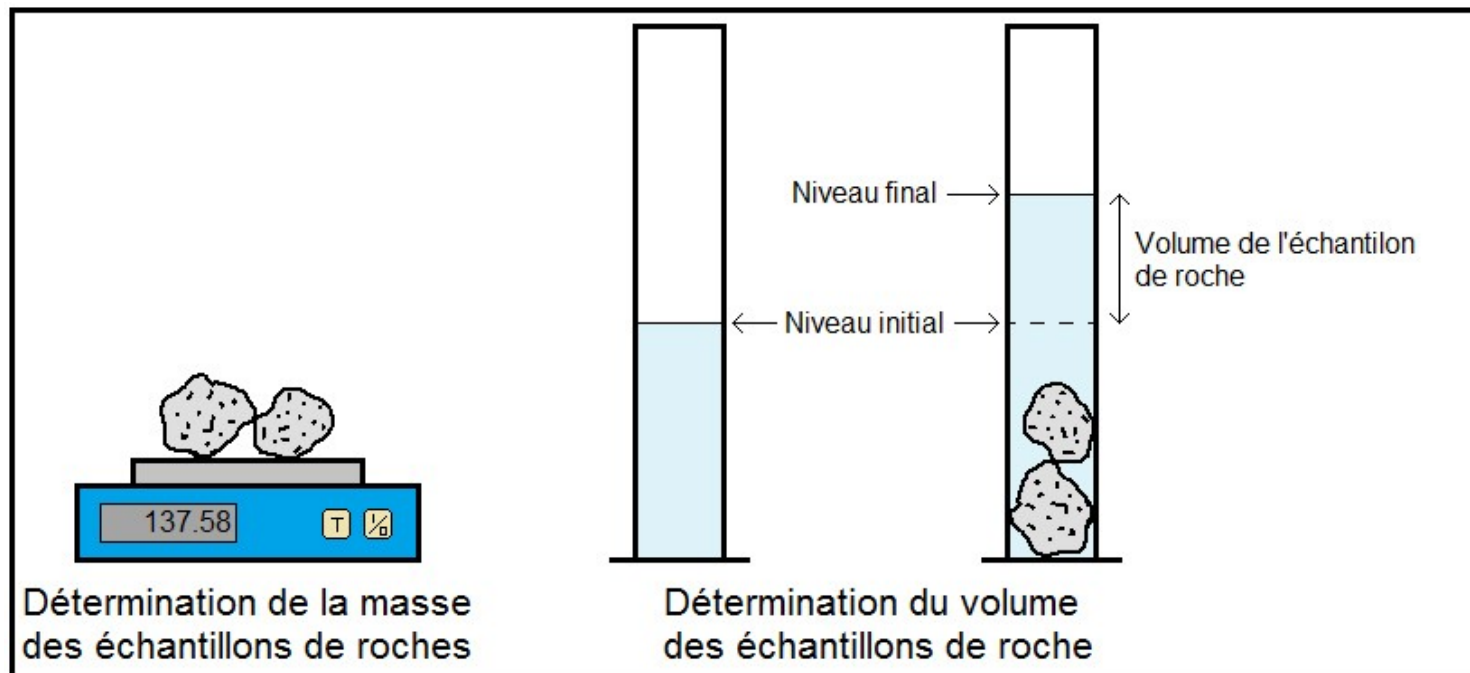 Niveau final
Volume de l'échantilon
de roche
Niveau initial
137.58
T
I/o
Détermination de la masse
des échantillons de roches
Détermination du volume
des échantillons de roche